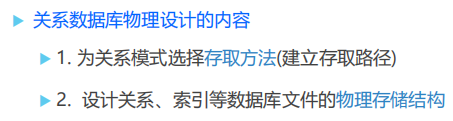 关系数据库物理设计的内容
1. 为关系模式选择存取方法(建立存取路径)
2. 设计关系、索引等数据库文件的物理存储结构